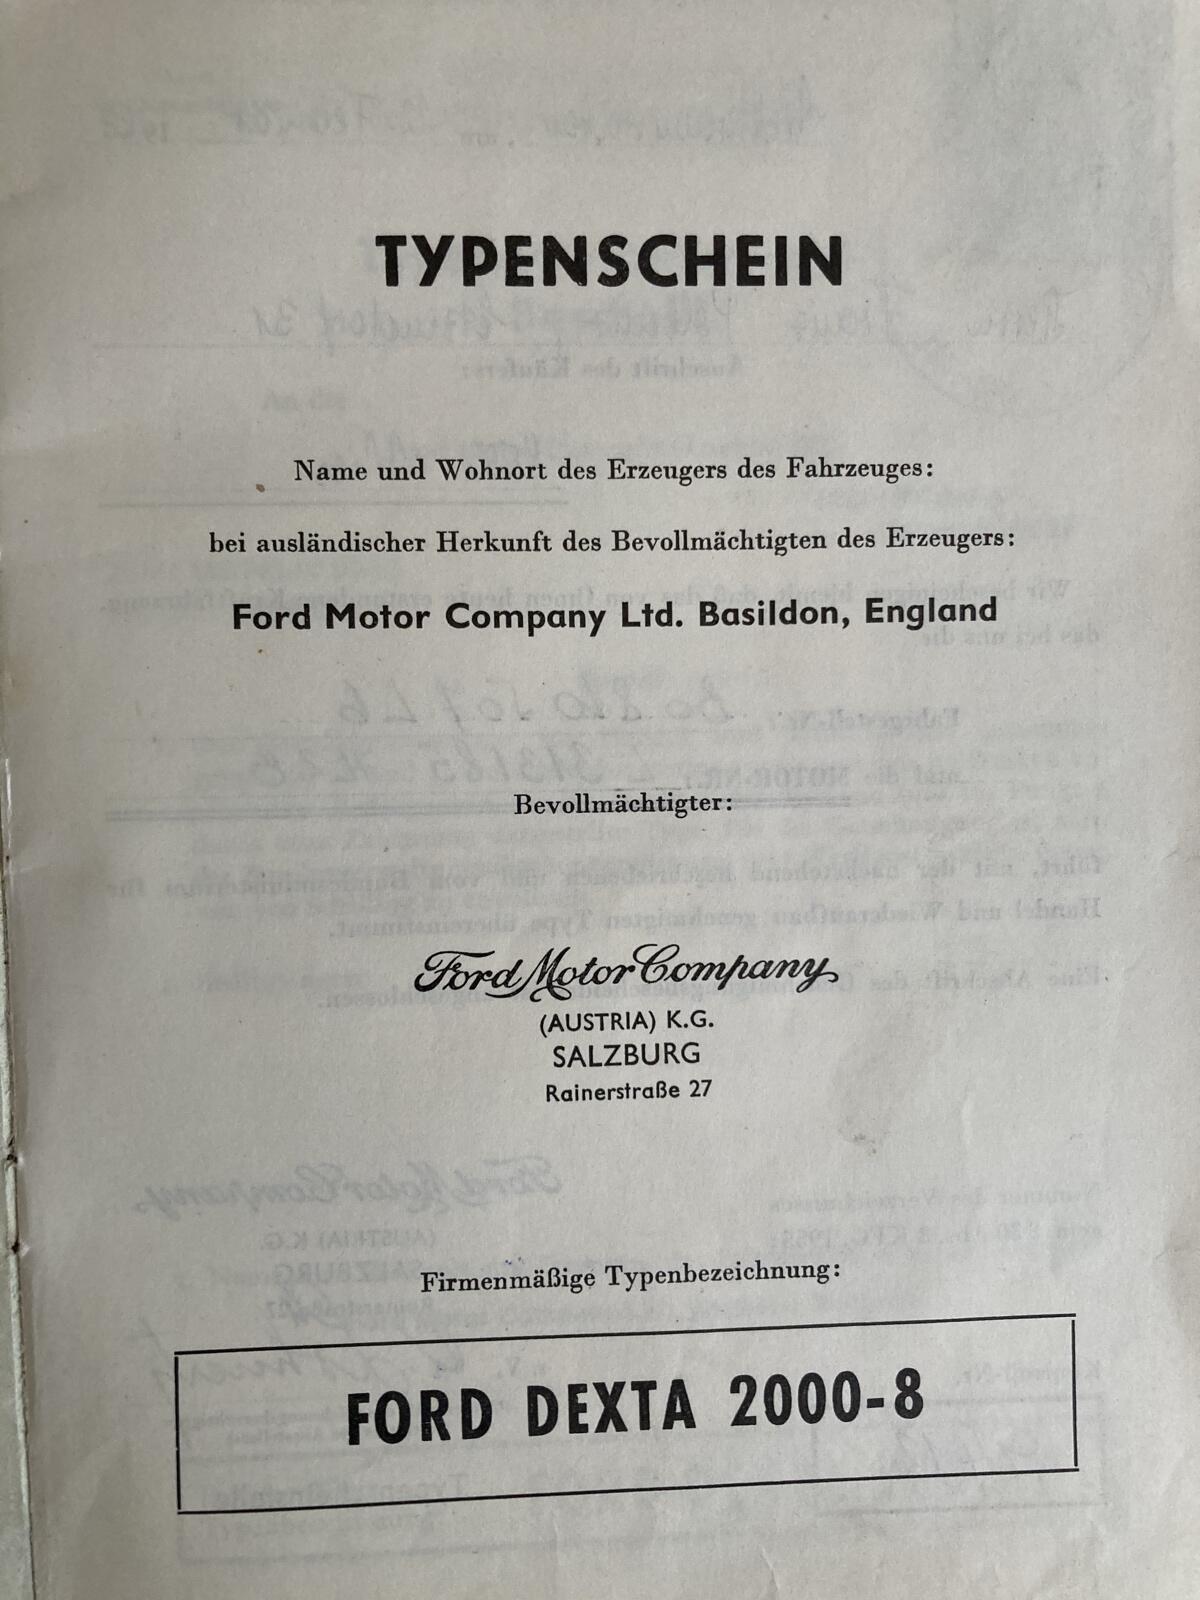 TYPENSCHEIN
Name und Wohnort des Erzeugers des Fahrzeuges:
bei ausländischer Herkunft des Bevollmächtigten des Erzeugers:
Ford Motor Company Ltd. Basildon, England
Bevollmächtigter:
Ford Motor Company
(AUSTRIA) K.G.
SALZBURG
Rainerstraße 27
Firmenmäßige Typenbezeichnung:
FORD DEXTA 2000-8